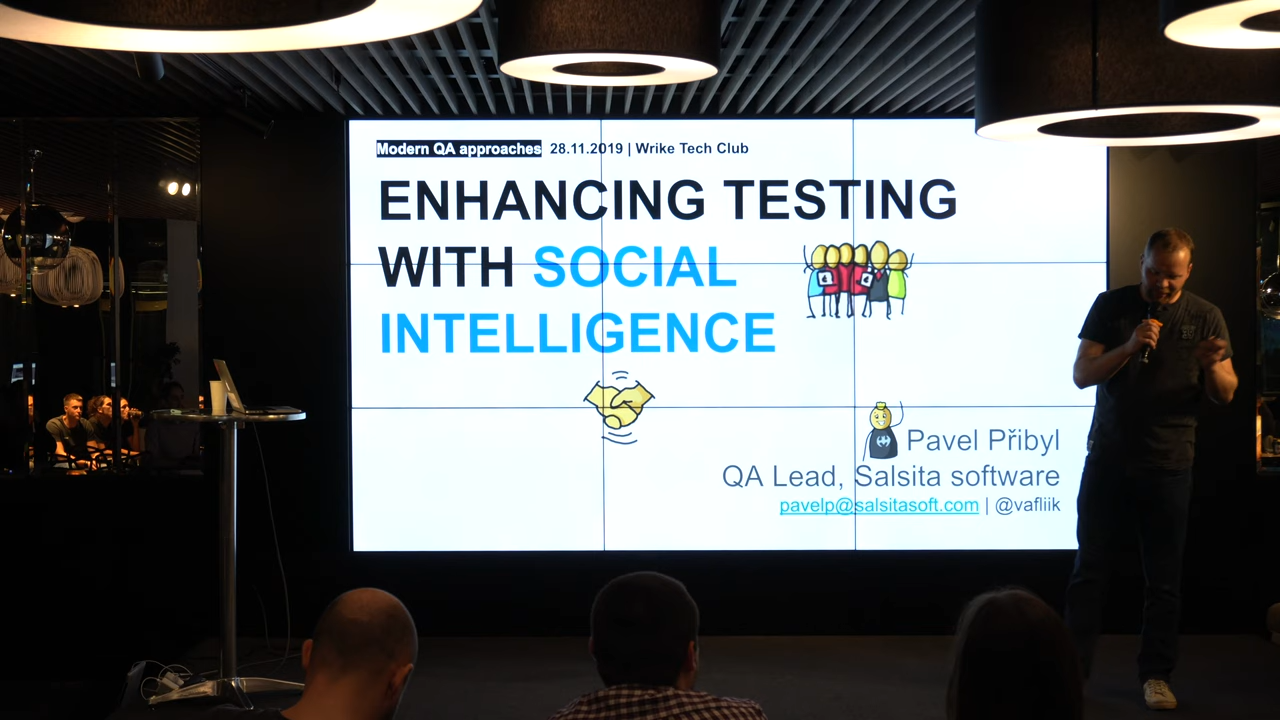 Modern QA approaches 28.11.2019 | Wrike Tech Club
ENHANCING TESTING
WITH SOCIAL
INTELLIGENCE
Pavel Přibyl
QA Lead, Salsita software
pavelp@salsitasoft.com | @vafliik